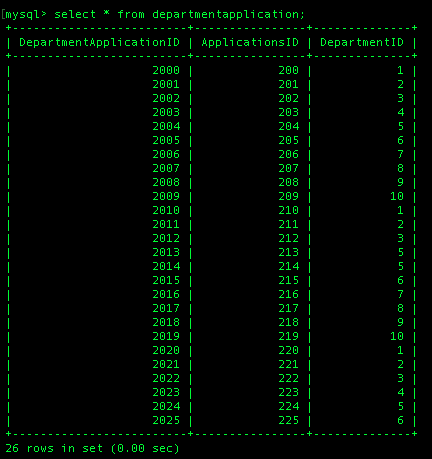 [mysql> select * from departmentapplication;
+-------------------------+----------------+--------------+
| DepartmentApplicationID | ApplicationsID | DepartmentID |
+-------------------------+----------------+--------------+
|                    2000 |            200 |            1 |
|                    2001 |            201 |            2 |
|                    2002 |            202 |            3 |
|                    2003 |            203 |            4 |
|                    2004 |            204 |            5 |
|                    2005 |            205 |            6 |
|                    2006 |            206 |            7 |
|                    2007 |            207 |            8 |
|                    2008 |            208 |            9 |
|                    2009 |            209 |           10 |
|                    2010 |            210 |            1 |
|                    2011 |            211 |            2 |
|                    2012 |            212 |            3 |
|                    2013 |            213 |            5 |
|                    2014 |            214 |            5 |
|                    2015 |            215 |            6 |
|                    2016 |            216 |            7 |
|                    2017 |            217 |            8 |
|                    2018 |            218 |            9 |
|                    2019 |            219 |           10 |
|                    2020 |            220 |            1 |
|                    2021 |            221 |            2 |
|                    2022 |            222 |            3 |
|                    2023 |            223 |            4 |
|                    2024 |            224 |            5 |
|                    2025 |            225 |            6 |
+-------------------------+----------------+--------------+
26 rows in set (0.00 sec)